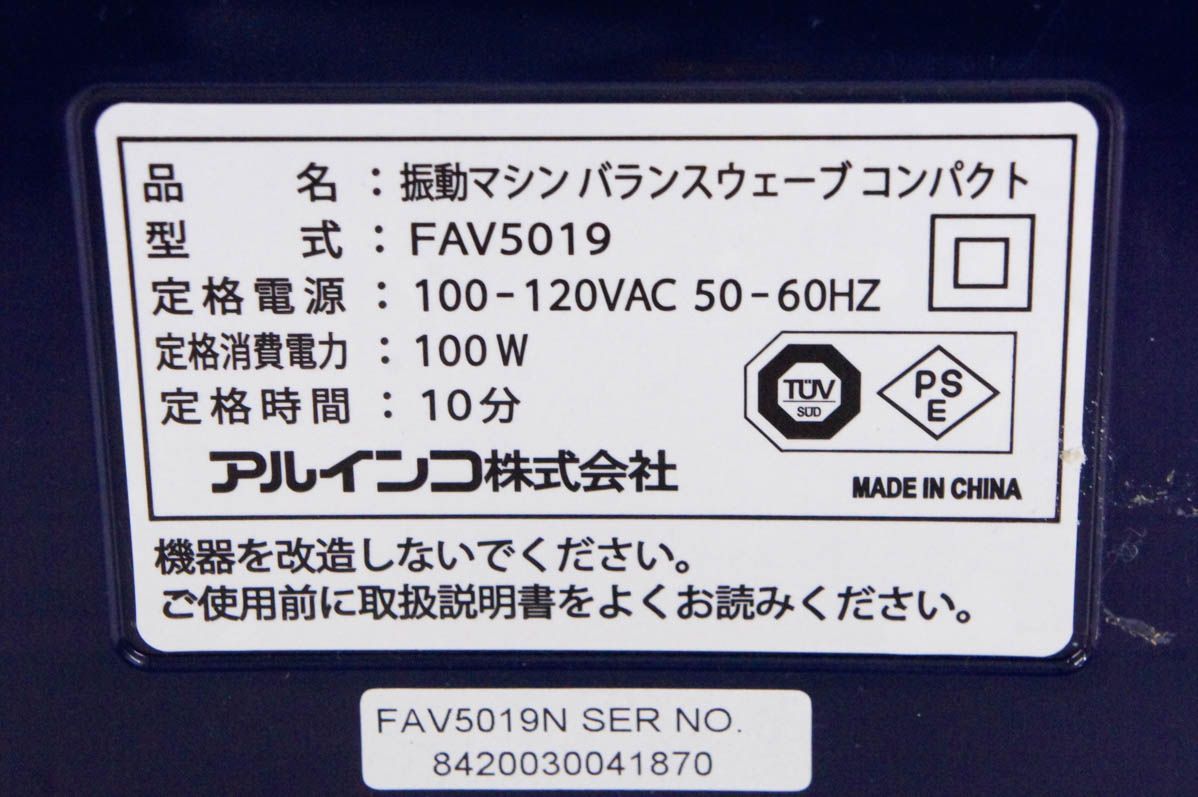 品名：振動マシン バランスウェーブ コンパクト
型式：FAV5019
定格電源：100-120VAC 50-60HZ
定格消費電力：100W
定格時間：10分
TÜV
SÜD
PS
E
アルインコ株式会社
MADE IN CHINA
機器を改造しないでください。
ご使用前に取扱説明書をよくお読みください。
FAV5019N SER NO.
8420030041870